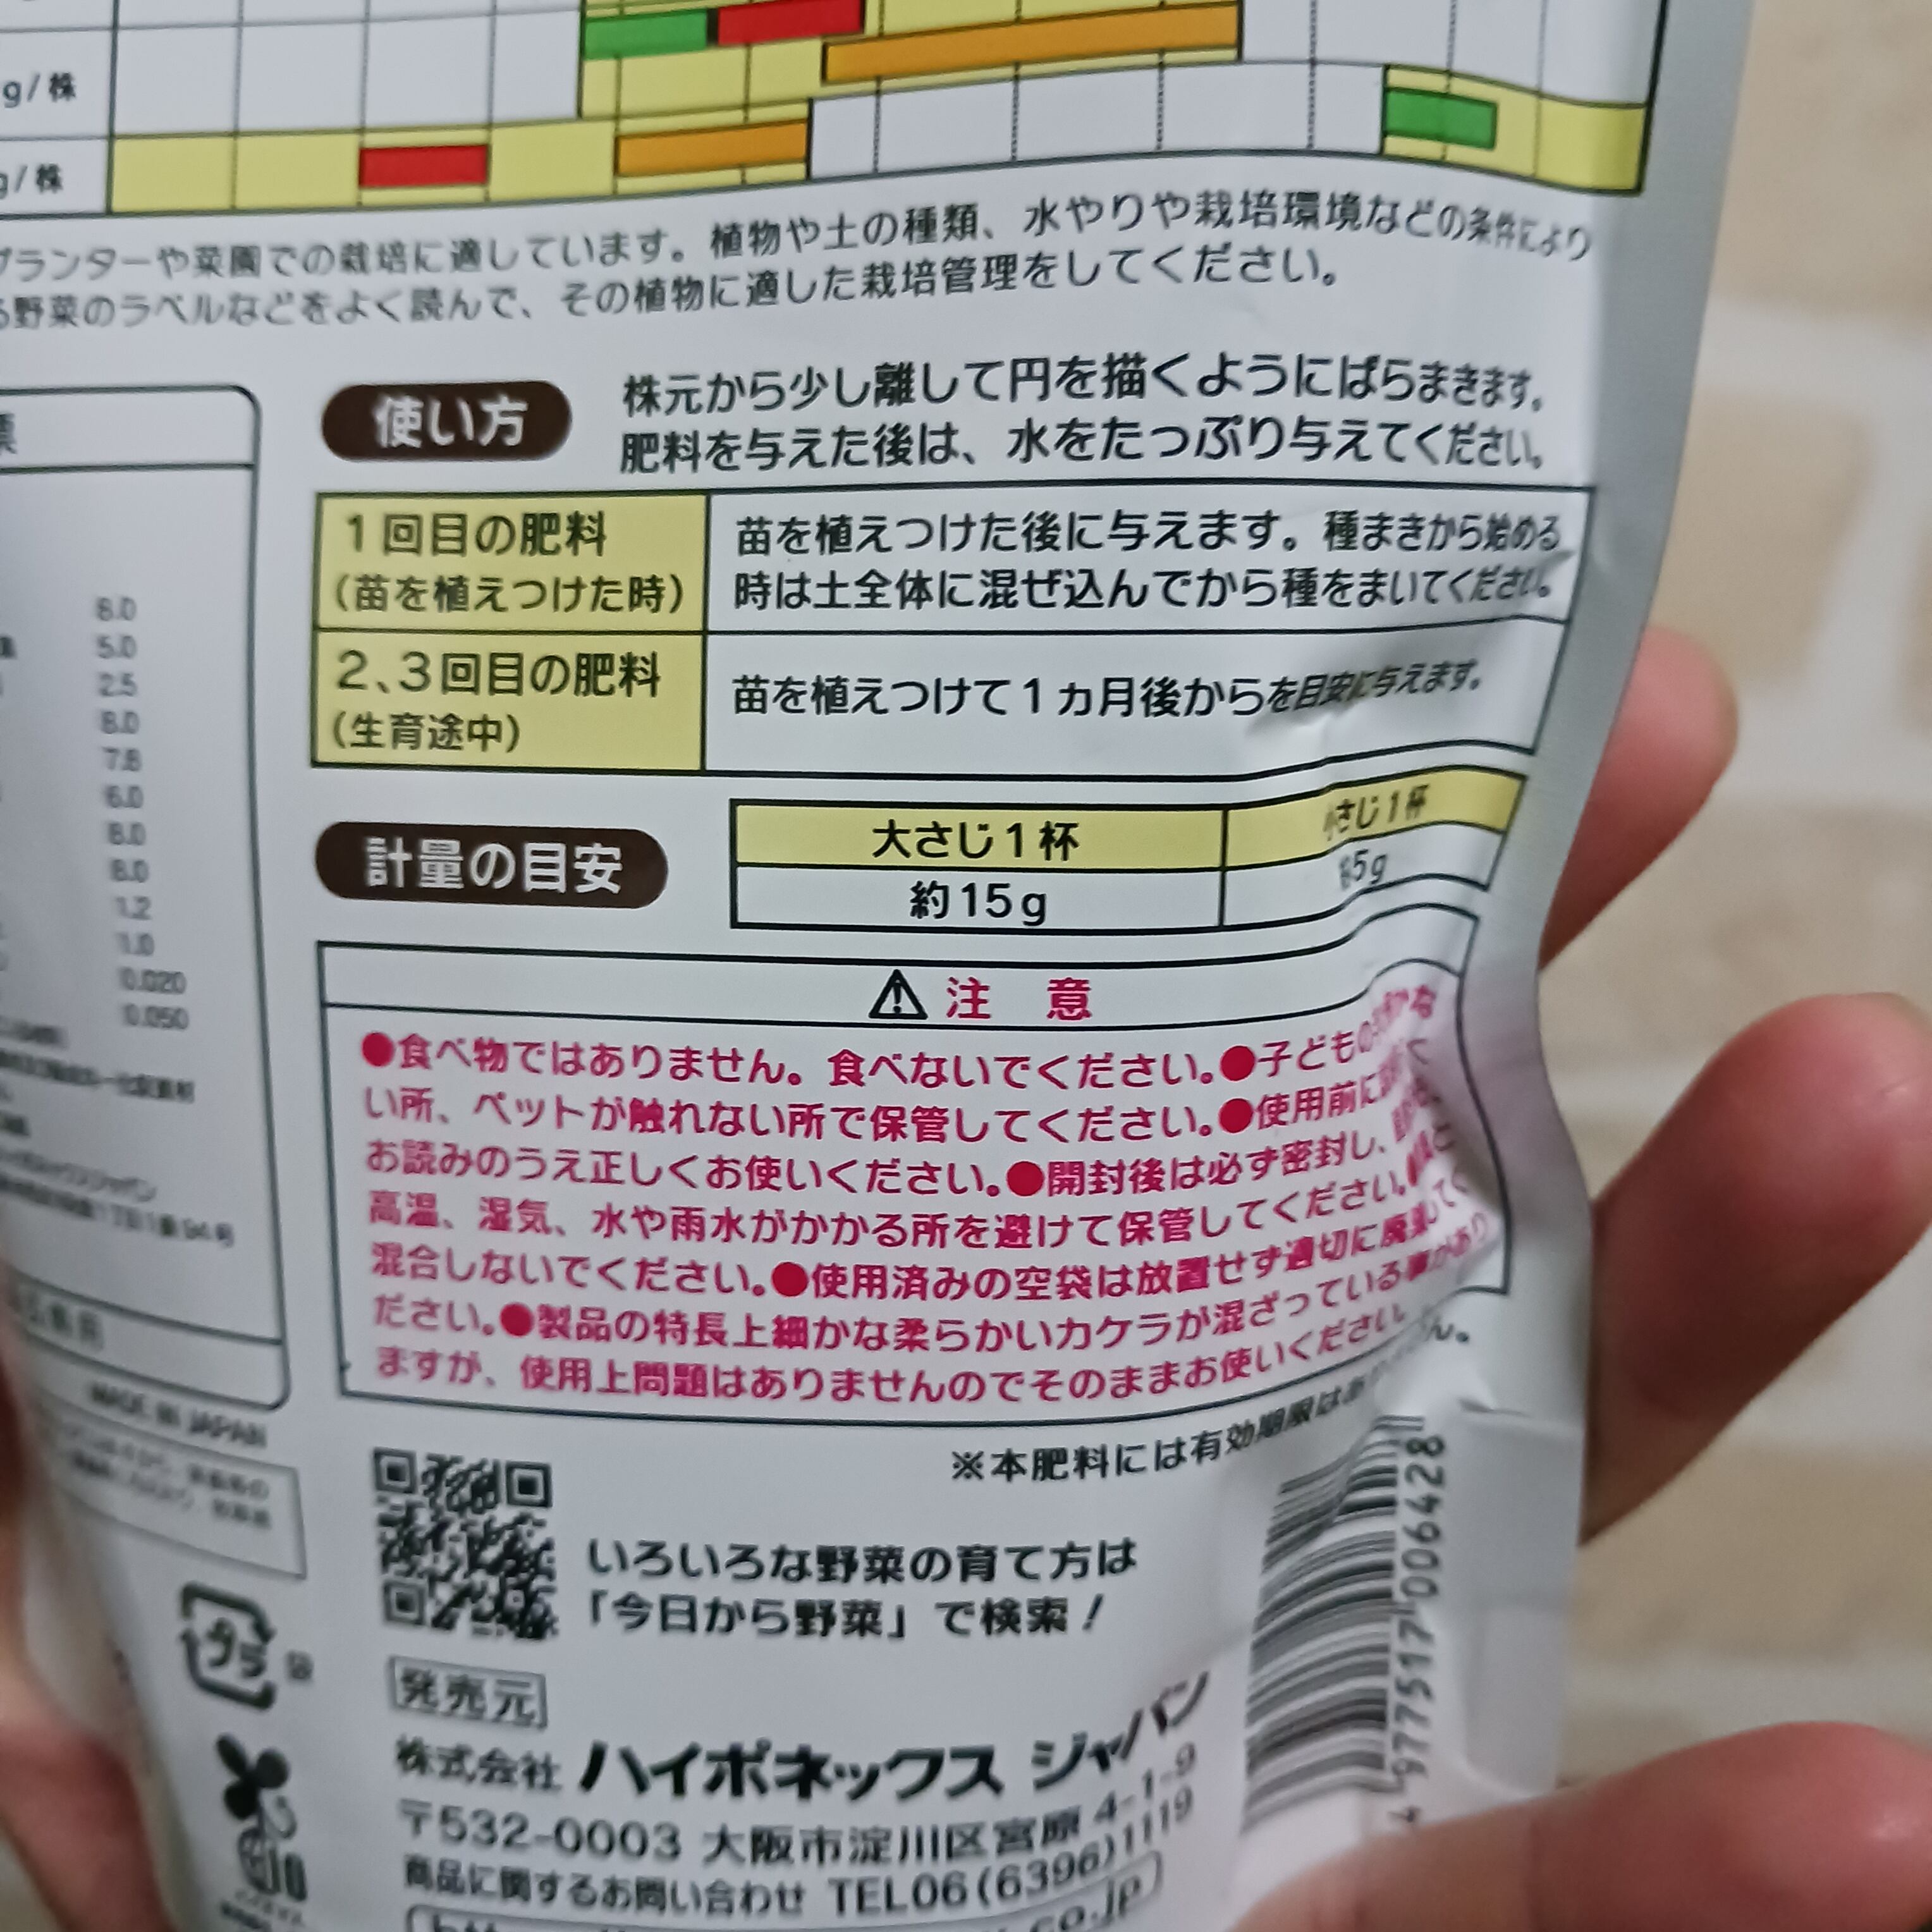 g/株
g/株
プランターや菜園での栽培に適しています。植物や土の種類、水やりや栽培環境などの条件により
野菜のラベルなどをよく読んで、その植物に適した栽培管理をしてください。
使い方
株元から少し離して円を描くようにばらまきます。
肥料を与えた後は、水をたっぷり与えてください。
1回目の肥料
(苗を植えつけた時)
苗を植えつけた後に与えます。種まきから始める
時は土全体に混ぜ込んでから種をまいてください。
2、3回目の肥料
(生育途中)
苗を植えつけて1ヵ月後からを目安に与えます。
計量の目安
大さじ1杯
小さじ1杯
約15g
5g
⚠注 意
●食べ物ではありません。食べないでください。●子どもの
い所、ペットが触れない所で保管してください。●使用前に
お読みのうえ正しくお使いください。●開封後は必ず密封し、
高温、湿気、水や雨水がかかる所を避けて保管してください。
混合しないでください。●使用済みの空袋は放置せず適切に廃棄して
ださい。●製品の特長上細かな柔らかいカケラが混ざっている事があり
ますが、使用上問題はありませんのでそのままお使いください。
※本肥料には有効期限はありません。
8.0
5.0
2.5
8.0
7.8
6.0
8.0
8.0
1.2
1.0
0.020
0.050
MADE IN JAPAN
プラ
袋
いろいろな野菜の育て方は
「今日から野菜」で検索!
発売元
株式会社 ハイポネックス ジャパン
〒532-0003 大阪市淀川区宮原4-1-9
商品に関するお問い合わせ TEL06(6396)1119
co.jp
4 977517 006428